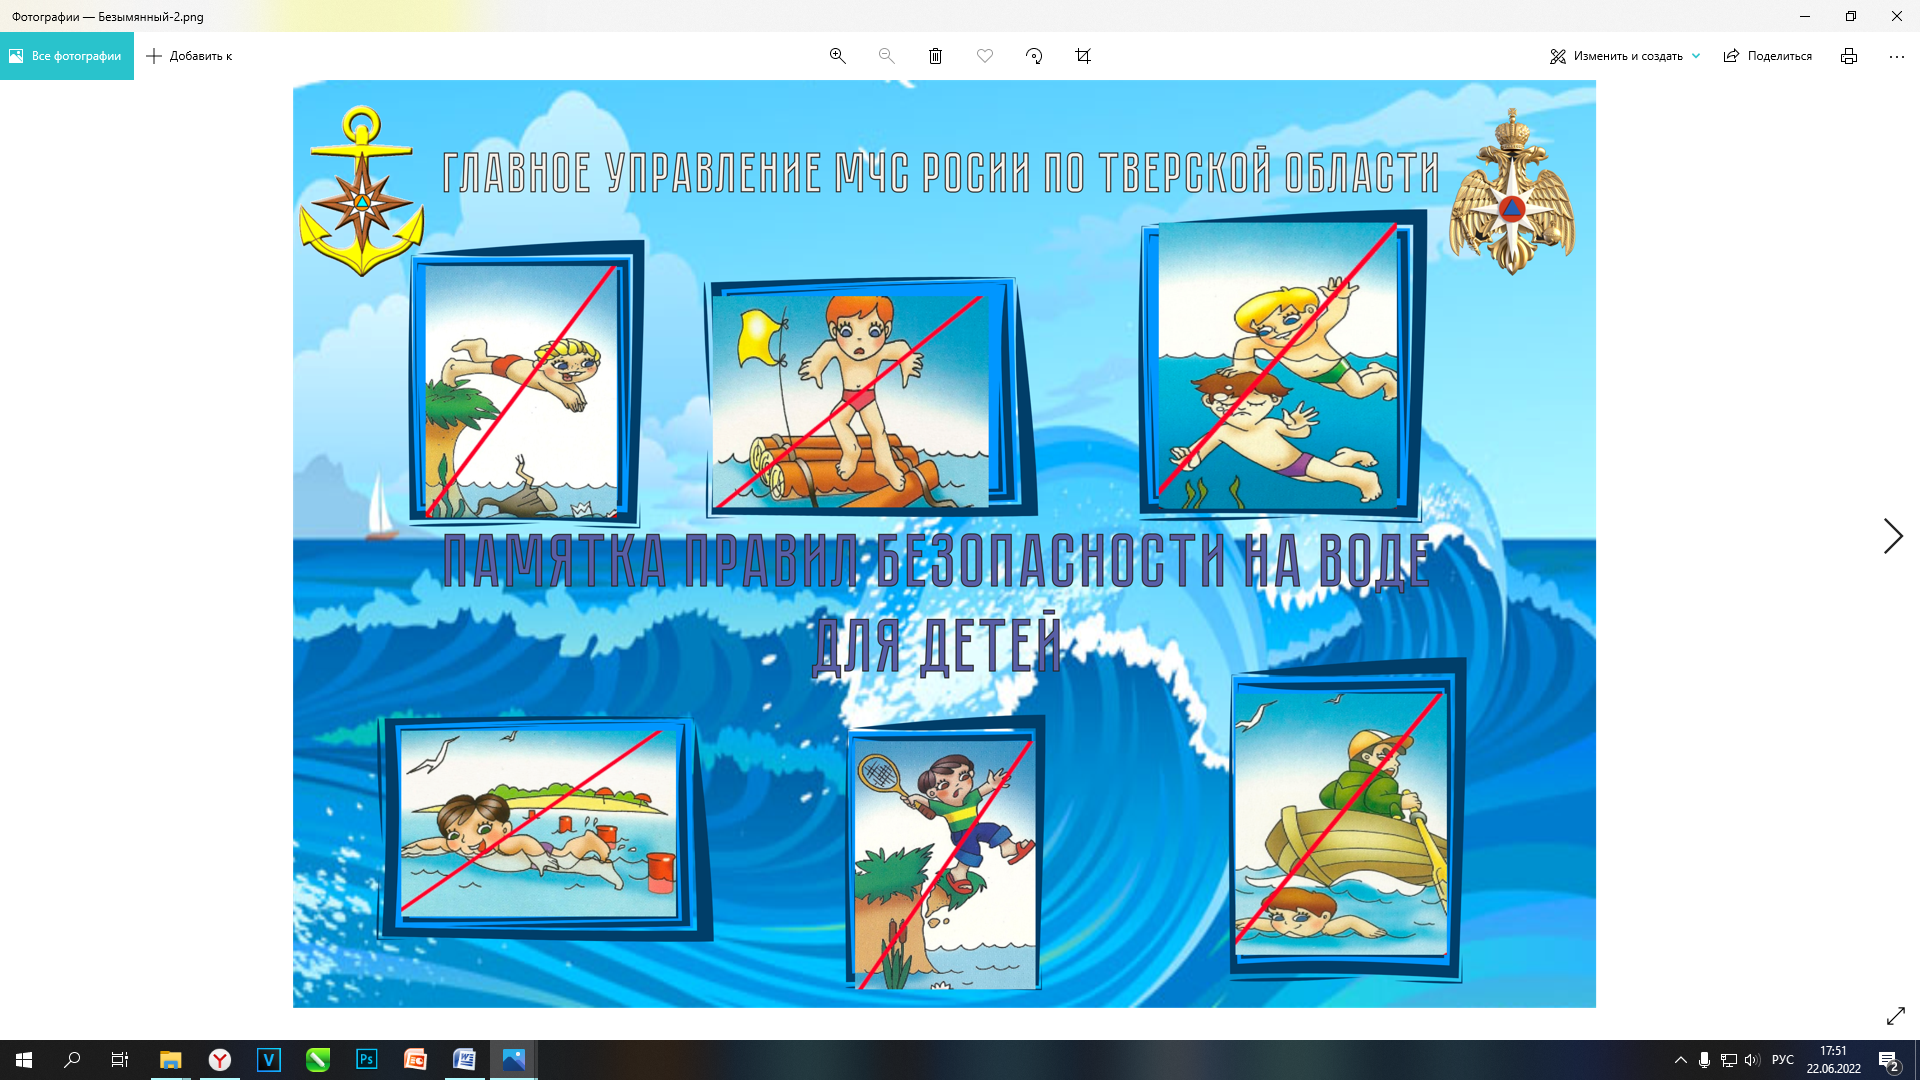 Фотографии — Безымянный-2.png
Все фотографии
Добавить к
Изменить и создать
Поделиться
ГЛАВНОЕ УПРАВЛЕНИЕ МЧС РОСИИ ПО ТВЕРСКОЙ ОБЛАСТИ
ПАМЯТКА ПРАВИЛ БЕЗОПАСНОСТИ НА ВОДЕ
ДЛЯ ДЕТЕЙ
РУС
17:51
22.06.2022
2